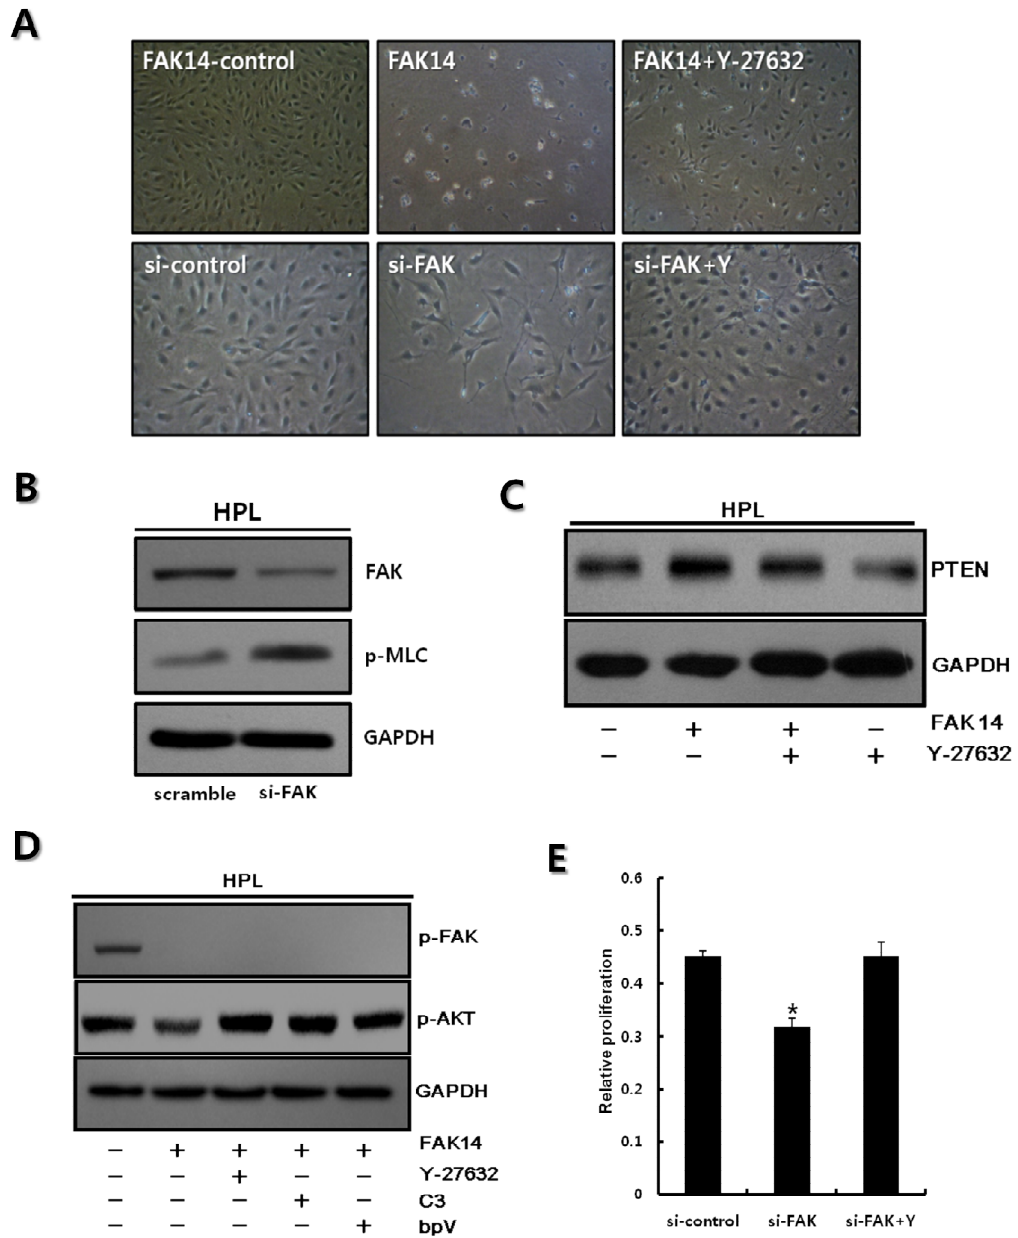 A
FAK14-control
FAK14
FAK14+Y-27632
si-control
si-FAK
si-FAK+Y
B
HPL
FAK
p-MLC
GAPDH
scramble si-FAK
C
HPL
PTEN
GAPDH
− + + − FAK14
− − + + Y-27632
D
HPL
p-FAK
p-AKT
GAPDH
− + + + + FAK14
− − + − − Y-27632
− − − + − C3
− − − − + bpV
E
Relative proliferation
0.6
0.5
0.4
0.3
0.2
0.1
0
*
si-control si-FAK si-FAK+Y